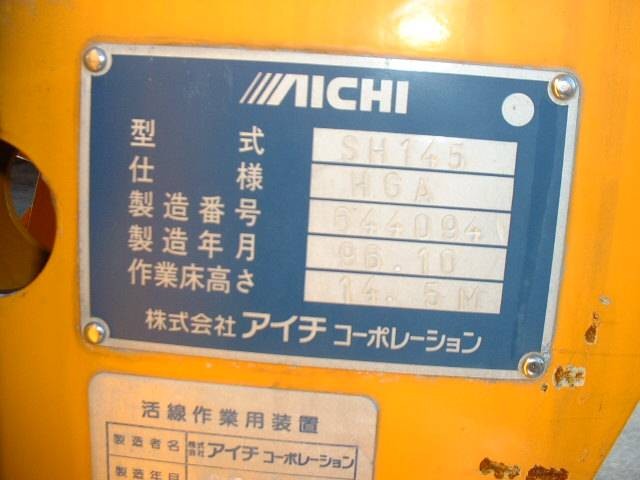 AICHI
型式 SH145
仕様 HGA
製造番号 644094
製造年月 96.10
作業床高さ 14.5M
株式会社 アイチ コーポレーション
活線作業用装置
製造者名 株式会社 アイチ コーポレーション
製造年月